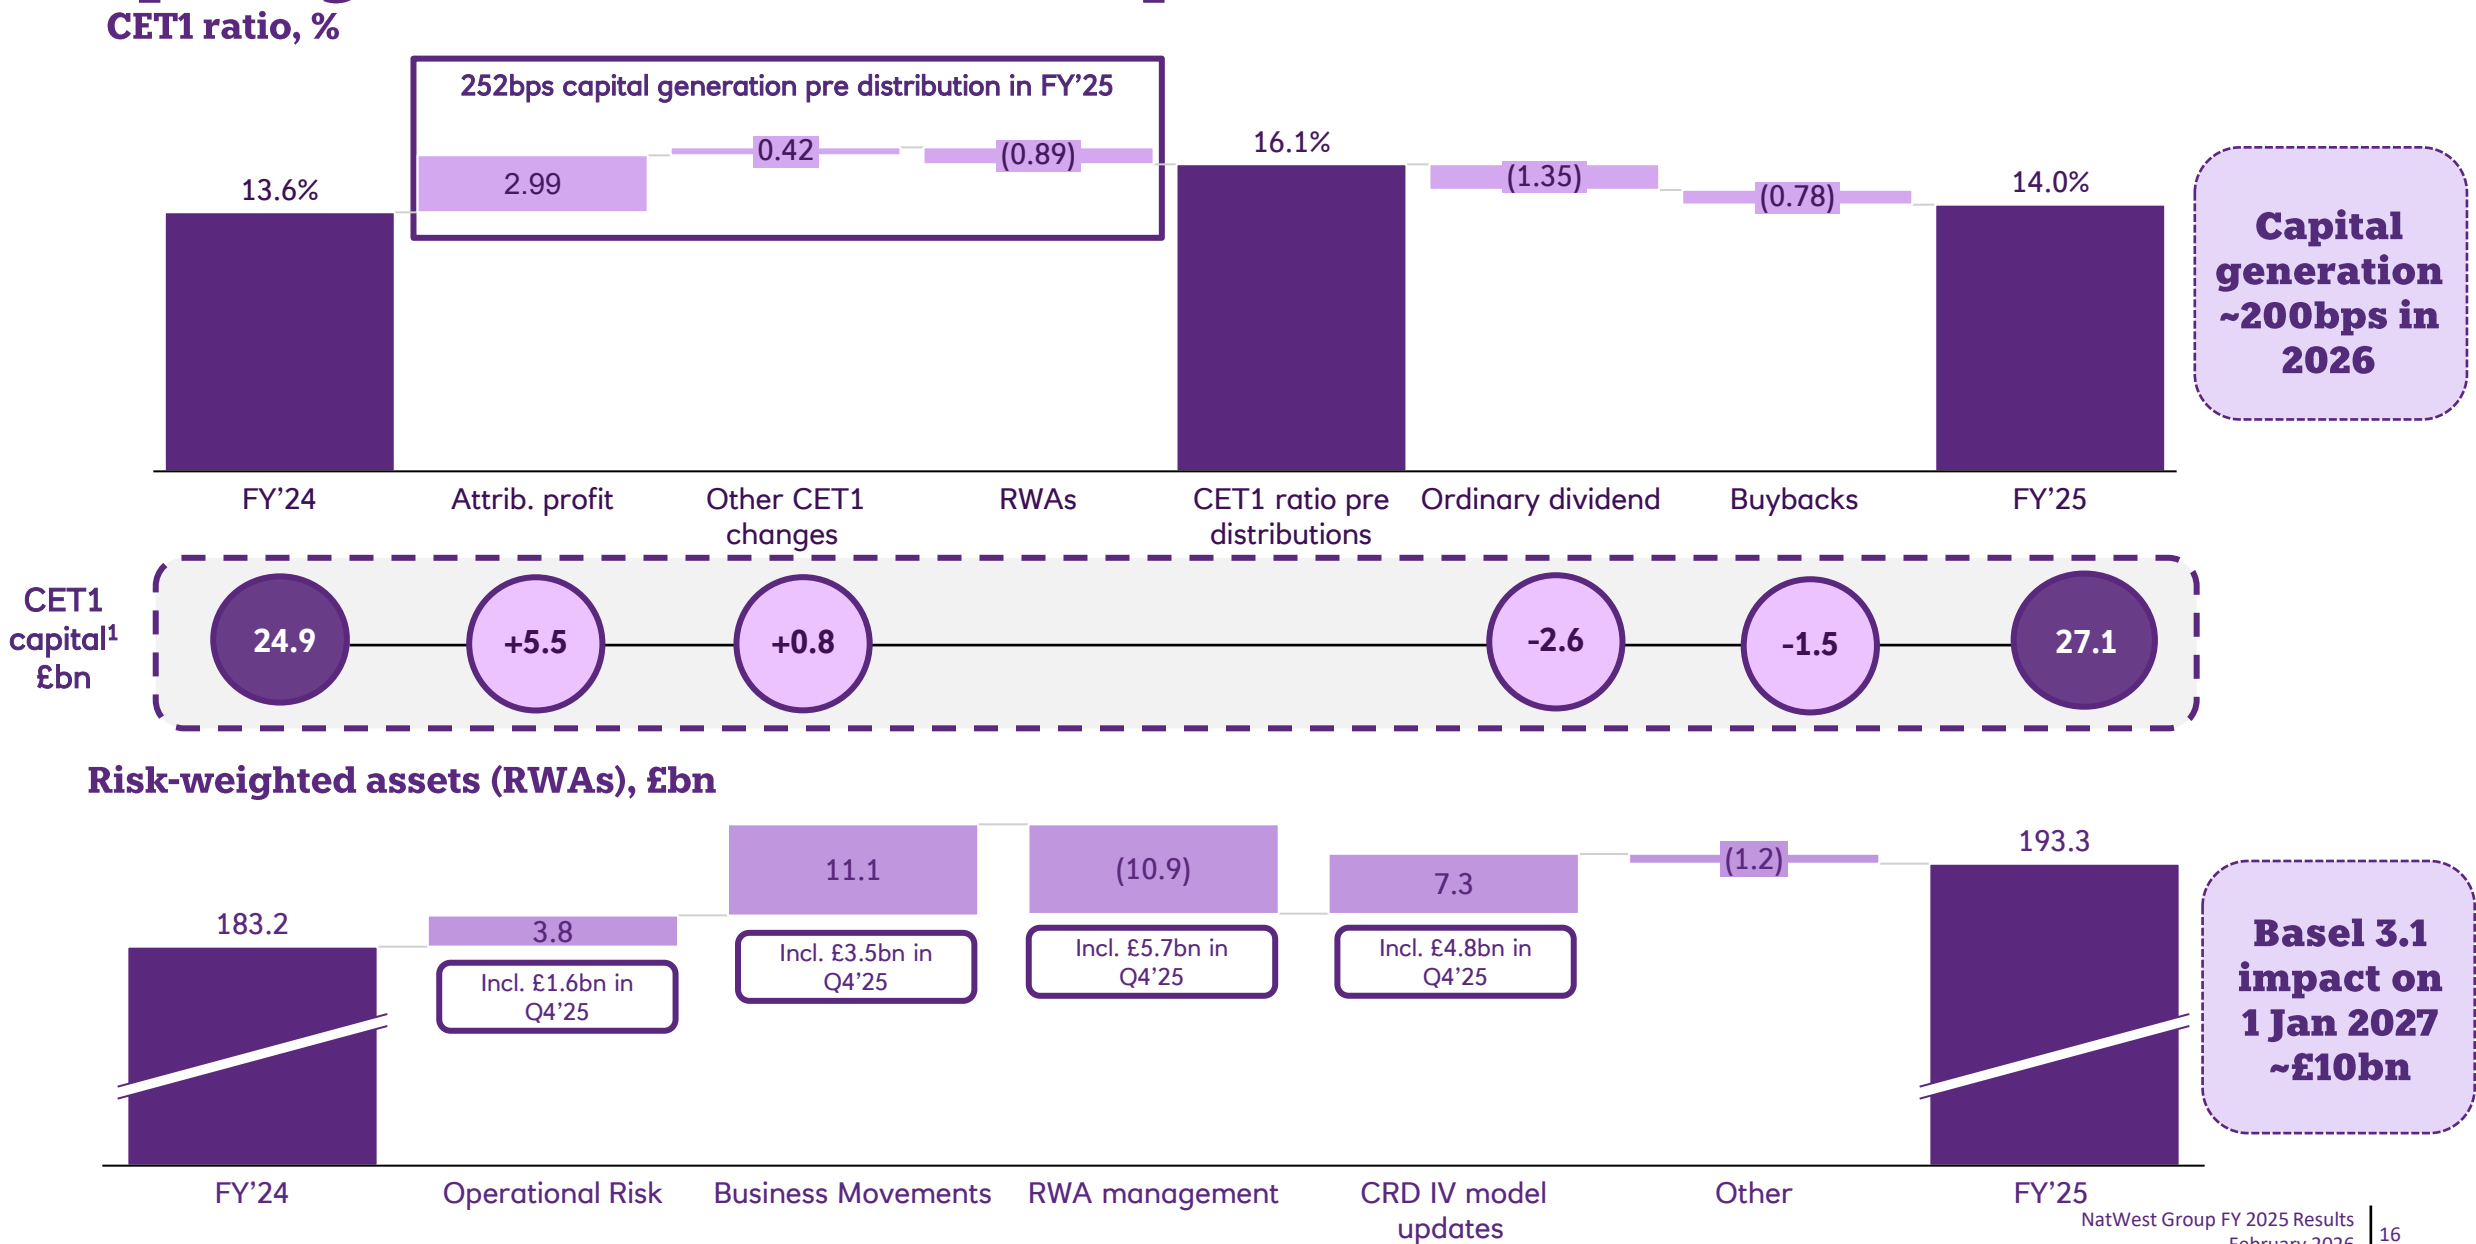 CET1 ratio, %
252bps capital generation pre distribution in FY’25
13.6%
2.99
0.42
(0.89)
16.1%
(1.35)
(0.78)
14.0%
FY’24
Attrib. profit
Other CET1
changes
RWAs
CET1 ratio pre
distributions
Ordinary dividend
Buybacks
FY’25
Capital
generation
~200bps in
2026
CET1
capital¹
£bn
24.9
+5.5
+0.8
-2.6
-1.5
27.1
Risk-weighted assets (RWAs), £bn
183.2
3.8
11.1
(10.9)
7.3
(1.2)
193.3
Incl. £1.6bn in
Q4’25
Incl. £3.5bn in
Q4’25
Incl. £5.7bn in
Q4’25
Incl. £4.8bn in
Q4’25
FY’24
Operational Risk
Business Movements
RWA management
CRD IV model
updates
Other
FY’25
Basel 3.1
impact on
1 Jan 2027
~£10bn
NatWest Group FY 2025 Results
February 2026
16